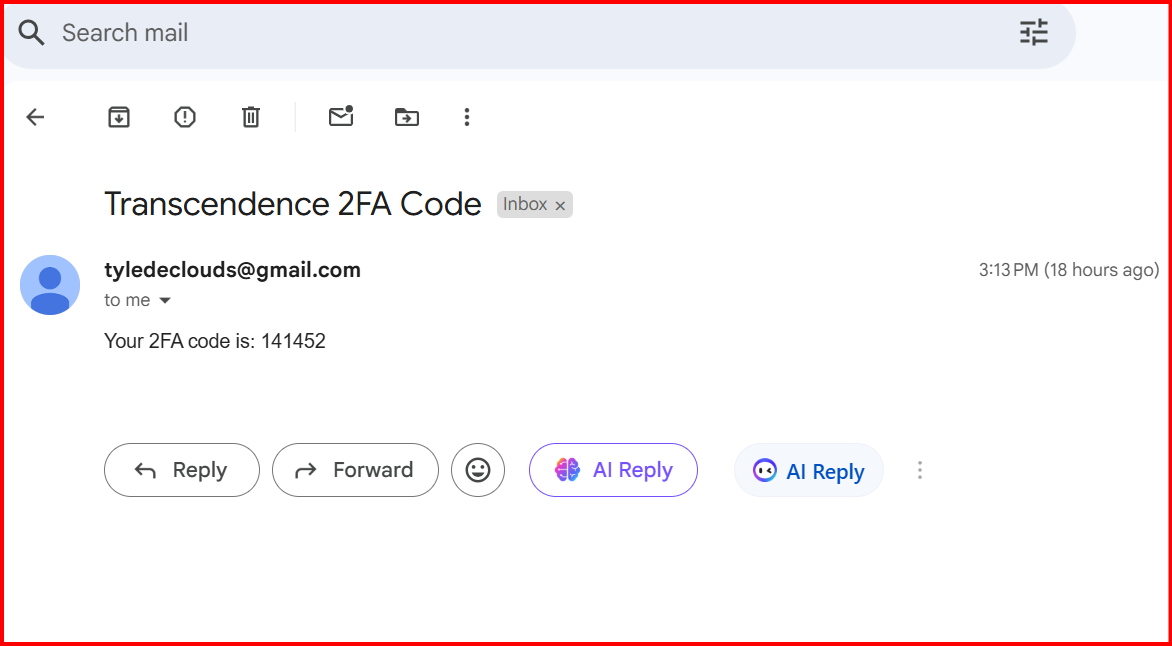 Search mail
Transcendence 2FA Code Inbox ×
tyledeclouds@gmail.com 3:13 PM (18 hours ago)
to me
Your 2FA code is: 141452
Reply Forward AI Reply AI Reply